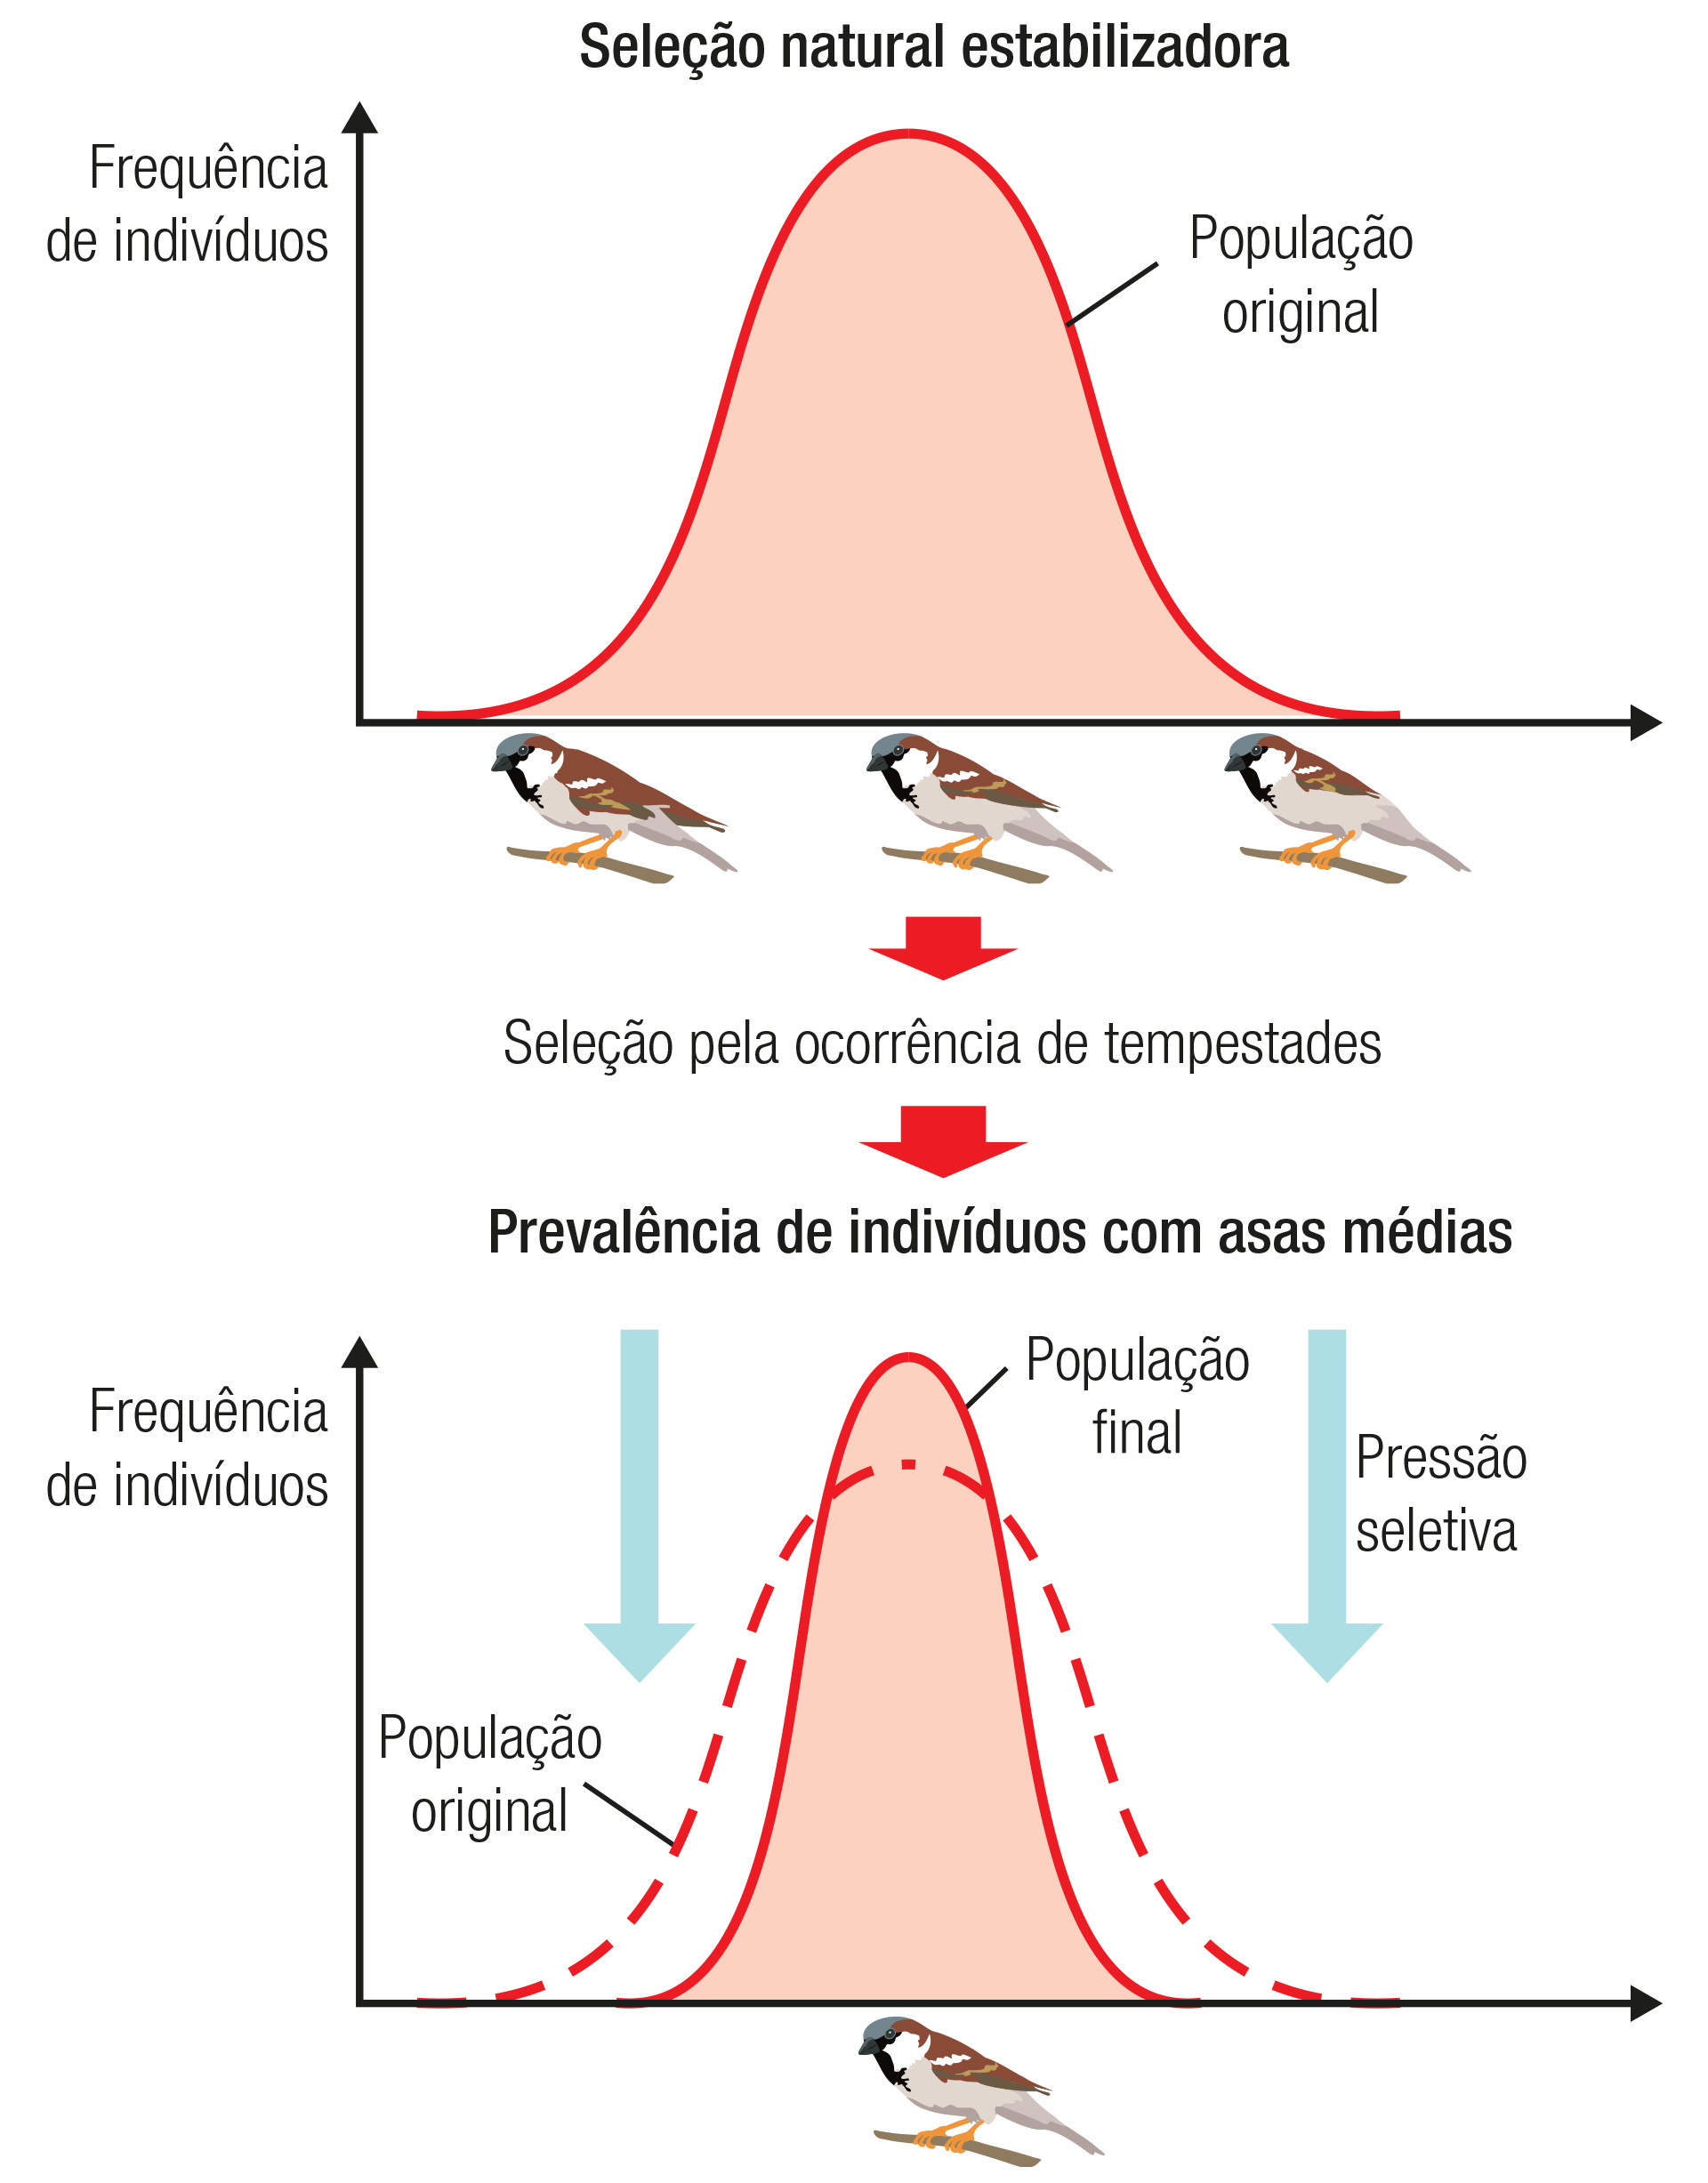 Seleção natural estabilizadora
Frequência
de indivíduos
População
original
Seleção pela ocorrência de tempestades
Prevalência de indivíduos com asas médias
Frequência
de indivíduos
População
final
Pressão
seletiva
População
original